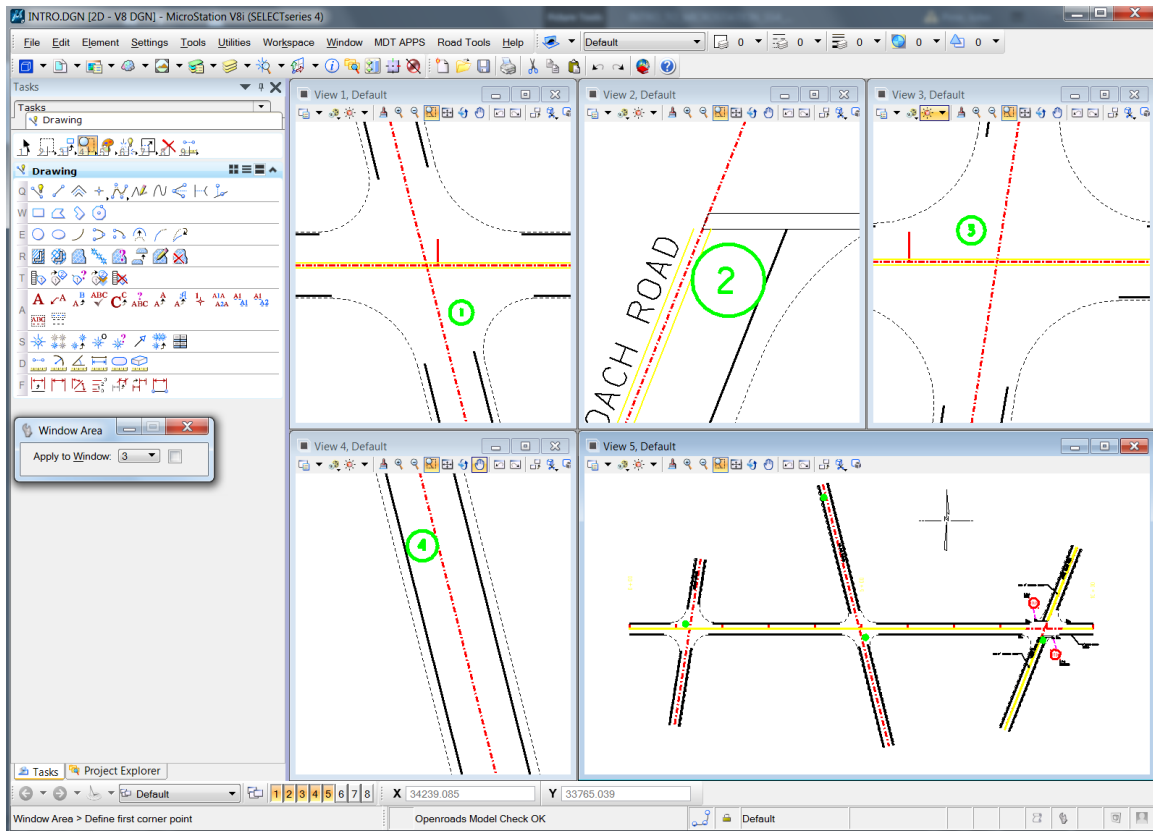 INTRO.DGN [2D - V8 DGN] - MicroStation V8i (SELECTseries 4)
File Edit Element Settings Tools Utilities Workspace Window MDT APPS Road Tools Help Default 0 0 0 0 0
Tasks
Tasks
Drawing
Drawing
Q
W
E
R
T
A
S
D
F
Window Area
Apply to Window: 3
View 1, Default
1
View 2, Default
OACH ROAD
2
View 3, Default
3
View 4, Default
4
View 5, Default
Tasks Project Explorer
Default 1 2 3 4 5 6 7 8 X 34239.085 Y 33765.039
Window Area > Define first corner point Openroads Model Check OK Default